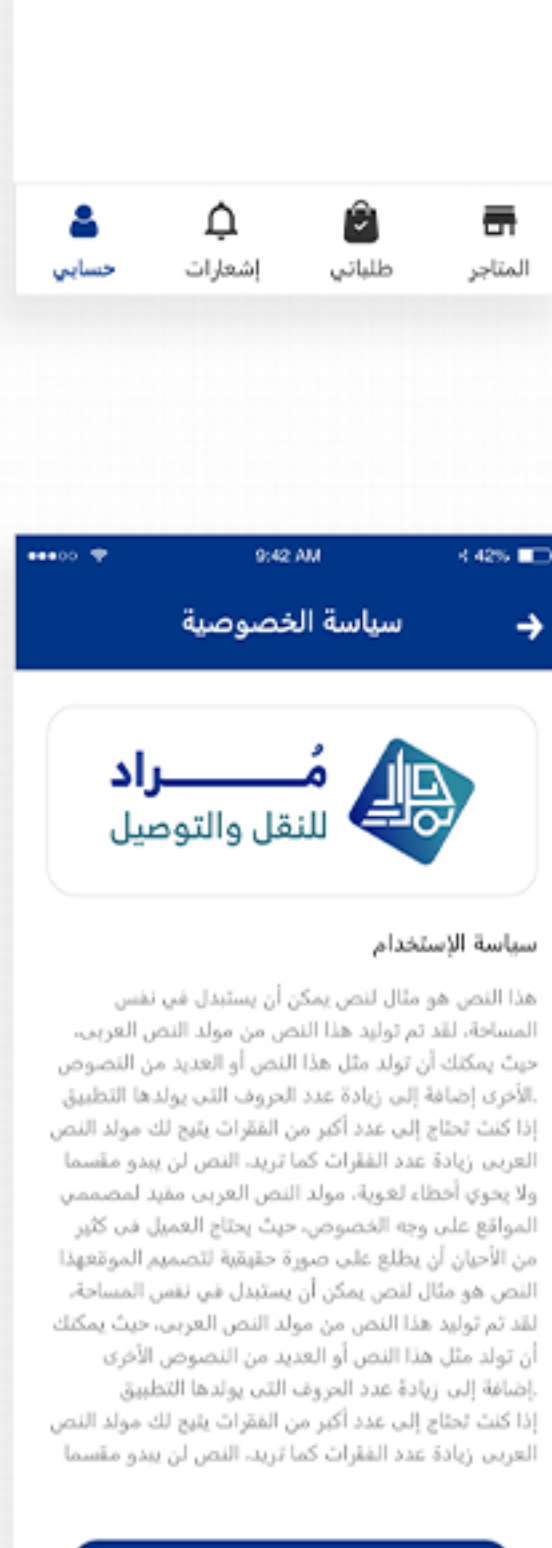 المتاجر طلباتي إشعارات حسابي
9:42 AM 42%
سياسة الخصوصية
مُـــــــراد
للنقل والتوصيل
سياسة الإستخدام
هذا النص هو مثال لنص يمكن أن يستبدل في نفس
المساحة، لقد تم توليد هذا النص من مولد النص العربى،
حيث يمكنك أن تولد مثل هذا النص أو العديد من النصوص
.الأخرى إضافة إلى زيادة عدد الحروف التى يولدها التطبيق
إذا كنت تحتاج إلى عدد أكبر من الفقرات يتيح لك مولد النص
العربى زيادة عدد الفقرات كما تريد، النص لن يبدو مقسما
ولا يحوي أخطاء لغوية، مولد النص العربى مفيد لمصممي
المواقع على وجه الخصوص، حيث يحتاج العميل فى كثير
من الأحيان أن يطلع على صورة حقيقية لتصميم الموقعهذا
النص هو مثال لنص يمكن أن يستبدل في نفس المساحة،
لقد تم توليد هذا النص من مولد النص العربى، حيث يمكنك
أن تولد مثل هذا النص أو العديد من النصوص الأخرى
.إضافة إلى زيادة عدد الحروف التى يولدها التطبيق
إذا كنت تحتاج إلى عدد أكبر من الفقرات يتيح لك مولد النص
العربى زيادة عدد الفقرات كما تريد، النص لن يبدو مقسما